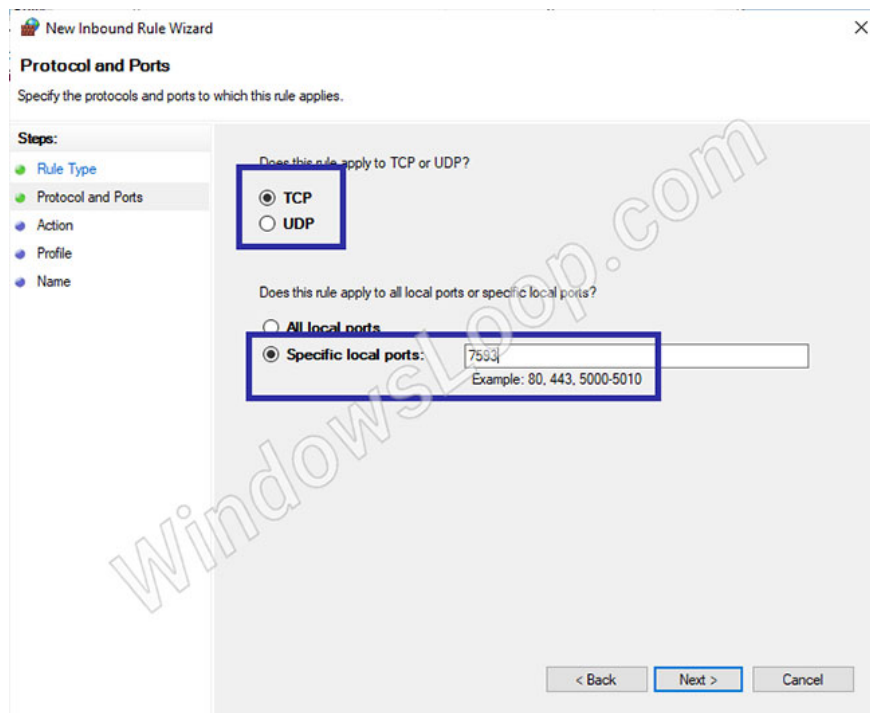 New Inbound Rule Wizard
Protocol and Ports
Specify the protocols and ports to which this rule applies.
Steps:
Rule Type
Protocol and Ports
Action
Profile
Name
Does this rule apply to TCP or UDP?
TCP
UDP
Does this rule apply to all local ports or specific local ports?
All local ports
Specific local ports:
7593
Example: 80, 443, 5000-5010
WindowsLoop.com
< Back
Next >
Cancel